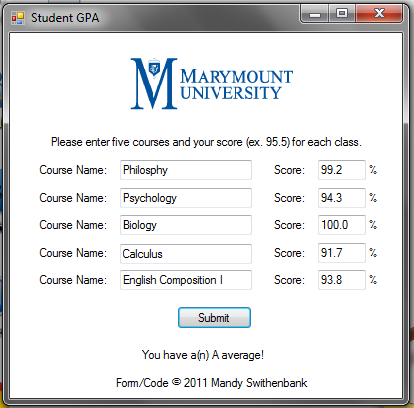 Student GPA
MARYMOUNT
UNIVERSITY
Please enter five courses and your score (ex. 95.5) for each class.
Course Name: Philosphy Score: 99.2 %
Course Name: Psychology Score: 94.3 %
Course Name: Biology Score: 100.0 %
Course Name: Calculus Score: 91.7 %
Course Name: English Composition I Score: 93.8 %
Submit
You have a(n) A average!
Form/Code © 2011 Mandy Swithenbank